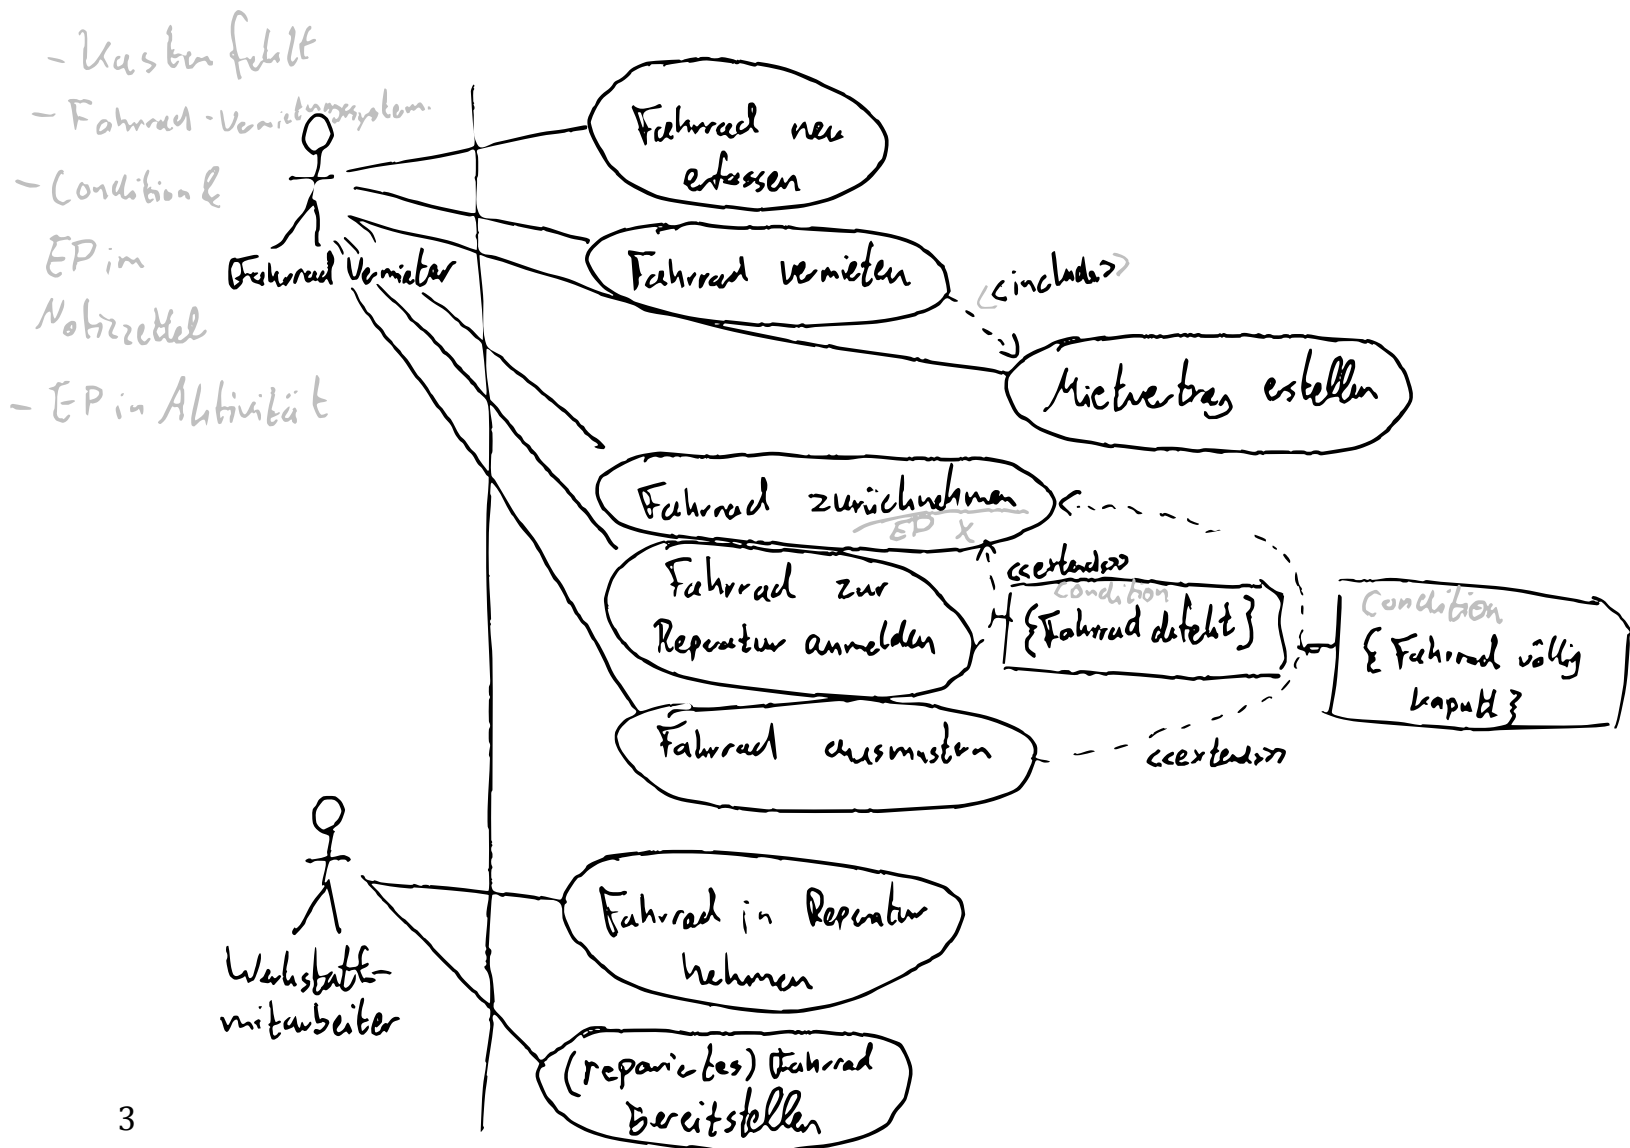 - Kasten fehlt
- Fahrrad-Vermietungssystem.
- Condition &
EP im
Notizzettel
- EP in Aktivität
Fahrrad Vermieter
Fahrrad neu
erfassen
Fahrrad vermieten
<<include>>
Mietvertrag erstellen
Fahrrad zurücknehmen
EP X
Fahrrad zur
Reparatur anmelden
<<extends>>
Condition
{Fahrrad defekt}
Condition
{Fahrrad völlig
kaputt}
Fahrrad ausmustern
<<extends>>
Werkstatt-
mitarbeiter
Fahrrad in Reparatur
nehmen
(repariertes) Fahrrad
bereitstellen
3